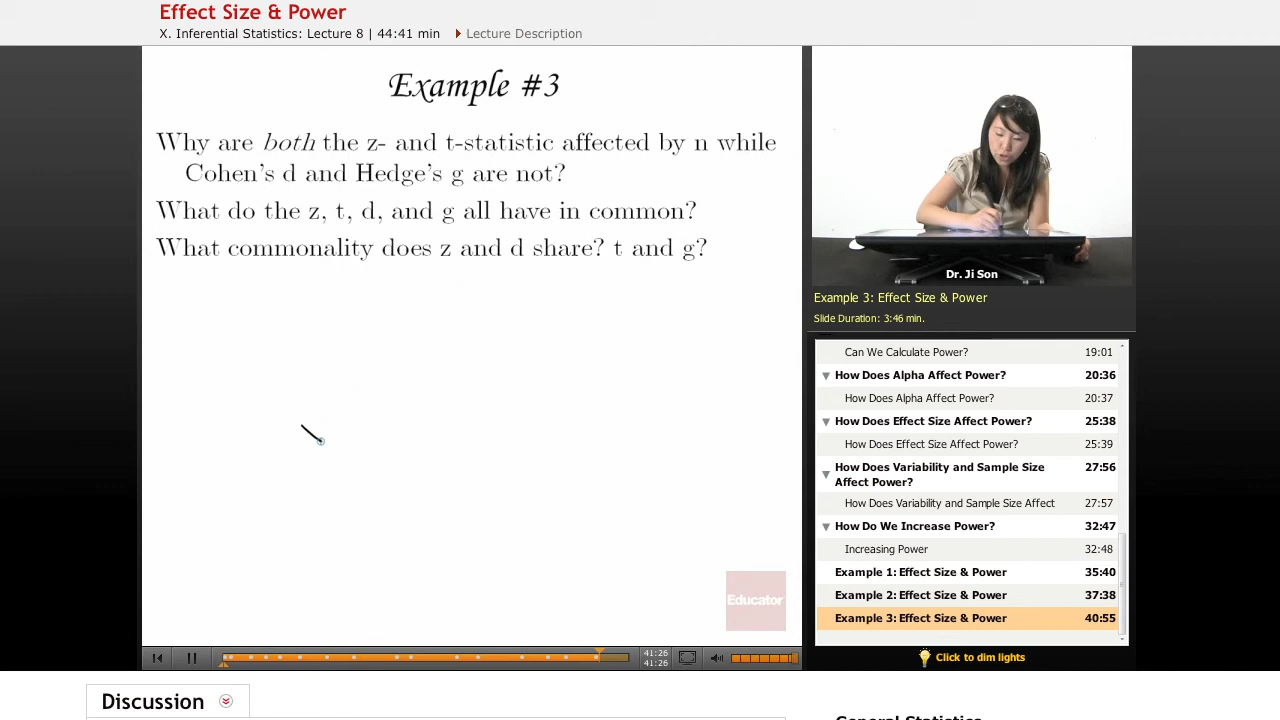 Effect Size & Power
X. Inferential Statistics: Lecture 8 | 44:41 min
Lecture Description
Example #3
Why are both the z- and t-statistic affected by n while
Cohen's d and Hedge's g are not?
What do the z, t, d, and g all have in common?
What commonality does z and d share? t and g?
Educator
41:26
41:26
Dr. Ji Son
Example 3: Effect Size & Power
Slide Duration: 3:46 min.
Can We Calculate Power? 19:01
How Does Alpha Affect Power? 20:36
How Does Alpha Affect Power? 20:37
How Does Effect Size Affect Power? 25:38
How Does Effect Size Affect Power? 25:39
How Does Variability and Sample Size 27:56
Affect Power?
How Does Variability and Sample Size Affect 27:57
How Do We Increase Power? 32:47
Increasing Power 32:48
Example 1: Effect Size & Power 35:40
Example 2: Effect Size & Power 37:38
Example 3: Effect Size & Power 40:55
Click to dim lights
Discussion
General Statistics